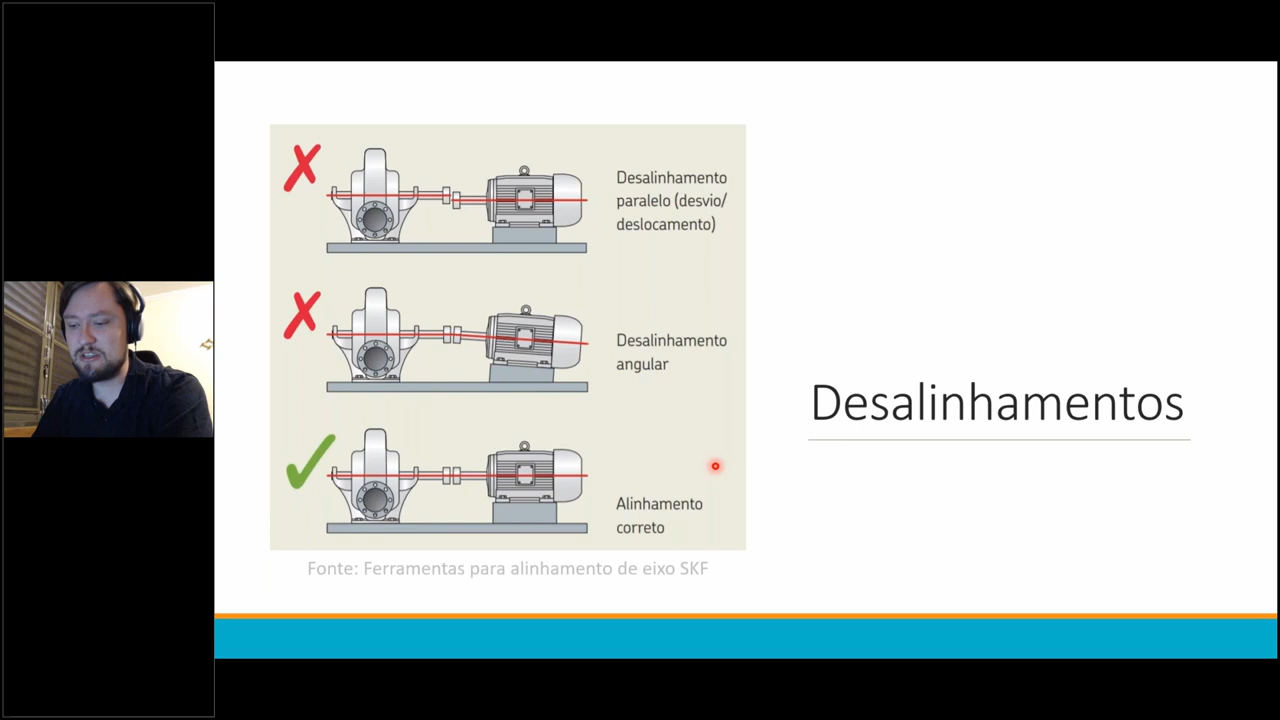 Desalinhamento
paralelo (desvio/
deslocamento)
Desalinhamento
angular
Alinhamento
correto
Fonte: Ferramentas para alinhamento de eixo SKF
Desalinhamentos